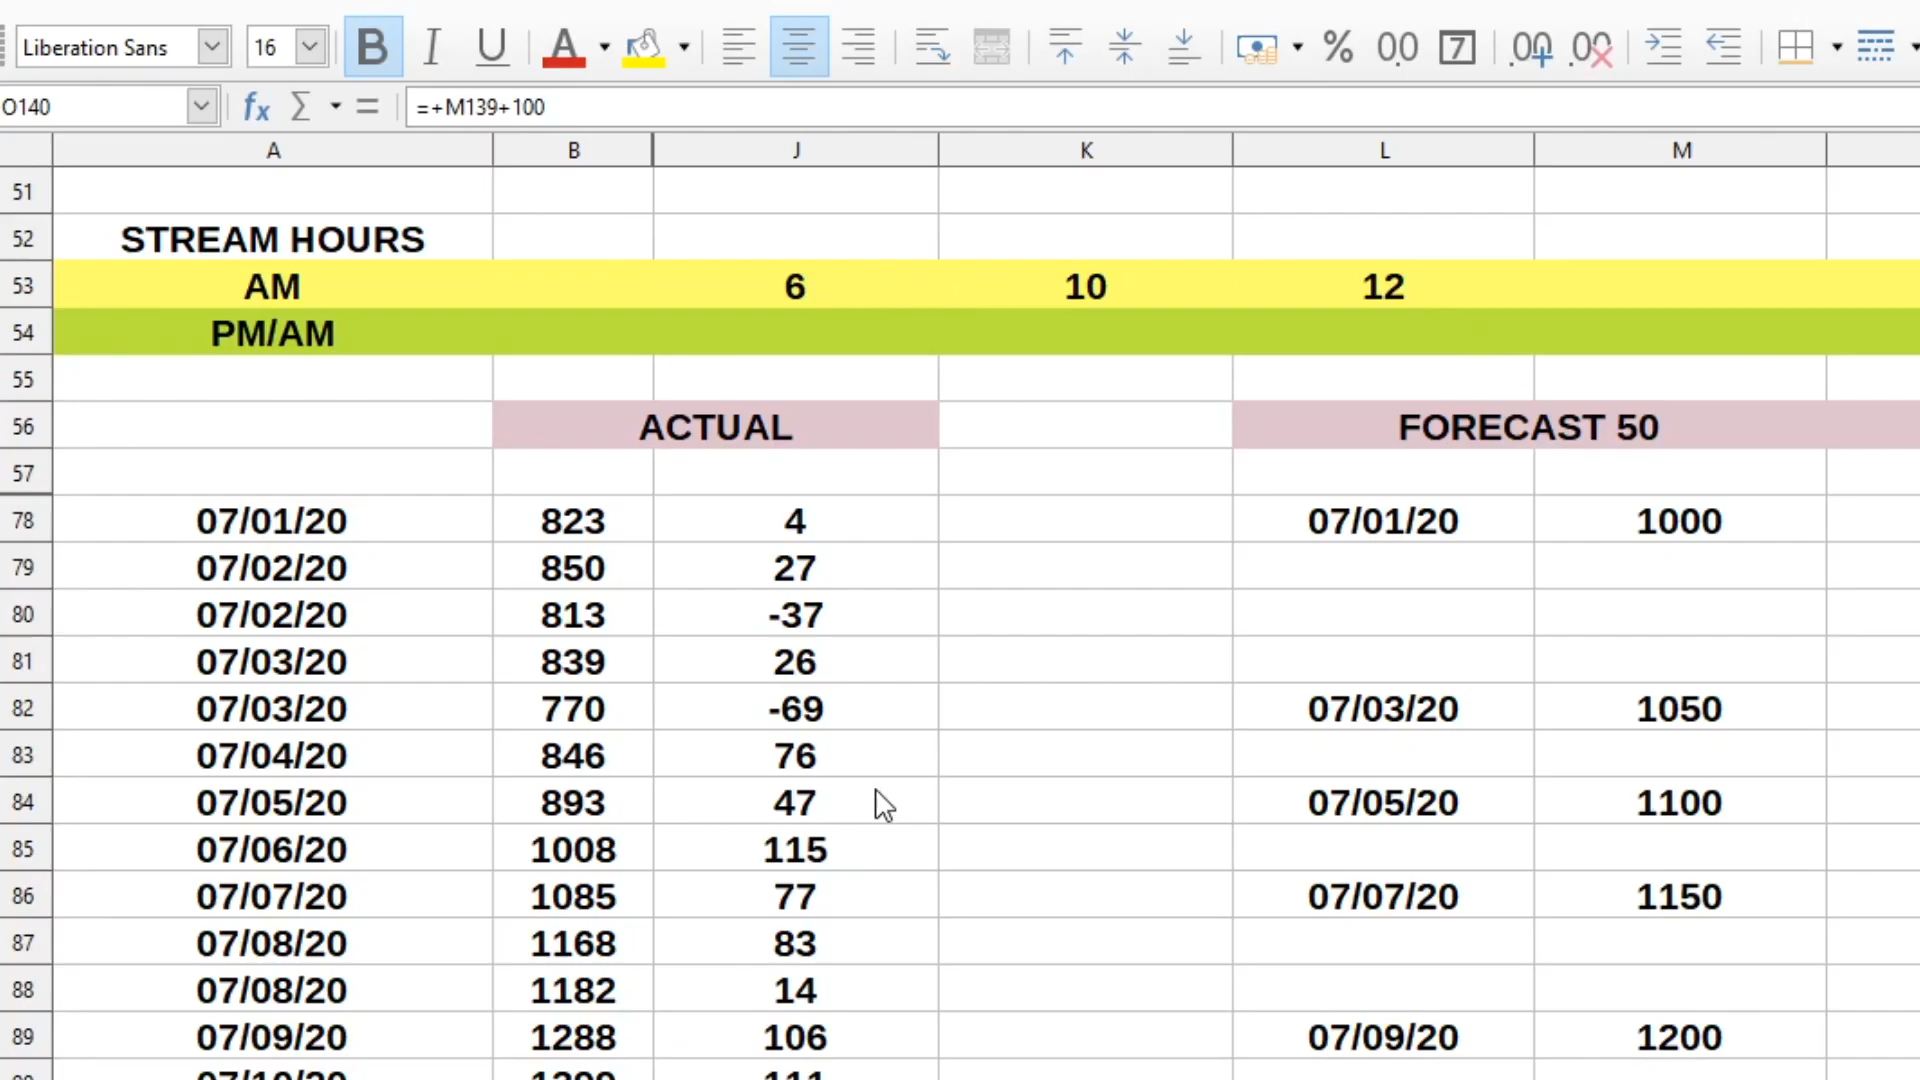 Liberation Sans 16
O140 =+M139+100
A B J K L M
51
52 STREAM HOURS
53 AM 6 10 12
54 PM/AM
55
56 ACTUAL FORECAST 50
57
78 07/01/20 823 4 07/01/20 1000
79 07/02/20 850 27
80 07/02/20 813 -37
81 07/03/20 839 26
82 07/03/20 770 -69 07/03/20 1050
83 07/04/20 846 76
84 07/05/20 893 47 07/05/20 1100
85 07/06/20 1008 115
86 07/07/20 1085 77 07/07/20 1150
87 07/08/20 1168 83
88 07/08/20 1182 14
89 07/09/20 1288 106 07/09/20 1200